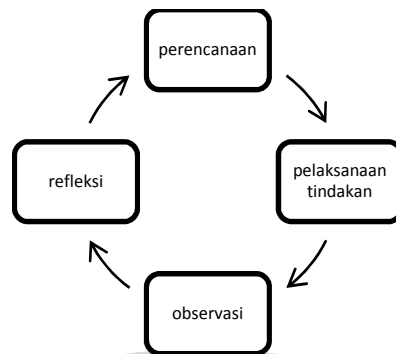 perencanaan
pelaksanaan
tindakan
observasi
refleksi